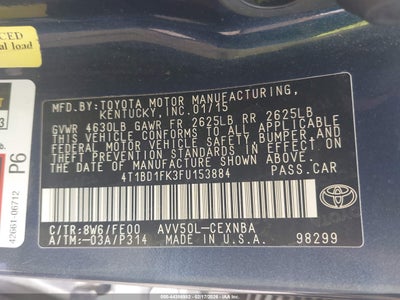 CED
al load
MFD. BY:TOYOTA MOTOR MANUFACTURING,
KENTUCKY, INC. 01/15
GVWR 4630LB GAWR FR 2625LB RR 2625LB
THIS VEHICLE CONFORMS TO ALL APPLICABLE
FEDERAL MOTOR VEHICLE SAFETY, BUMPER, AND
THEFT PREVENTION STANDARDS IN EFFECT ON
THE DATE OF MANUFACTURE SHOWN ABOVE.
4T1BD1FK3FU153884 PASS.CAR
C/TR:8W6/FE00 AVV50L-CEXNBA
A/TM:-03A/P314 MADE IN U.S.A. 98299
TOYOTA
P6
42661-06712